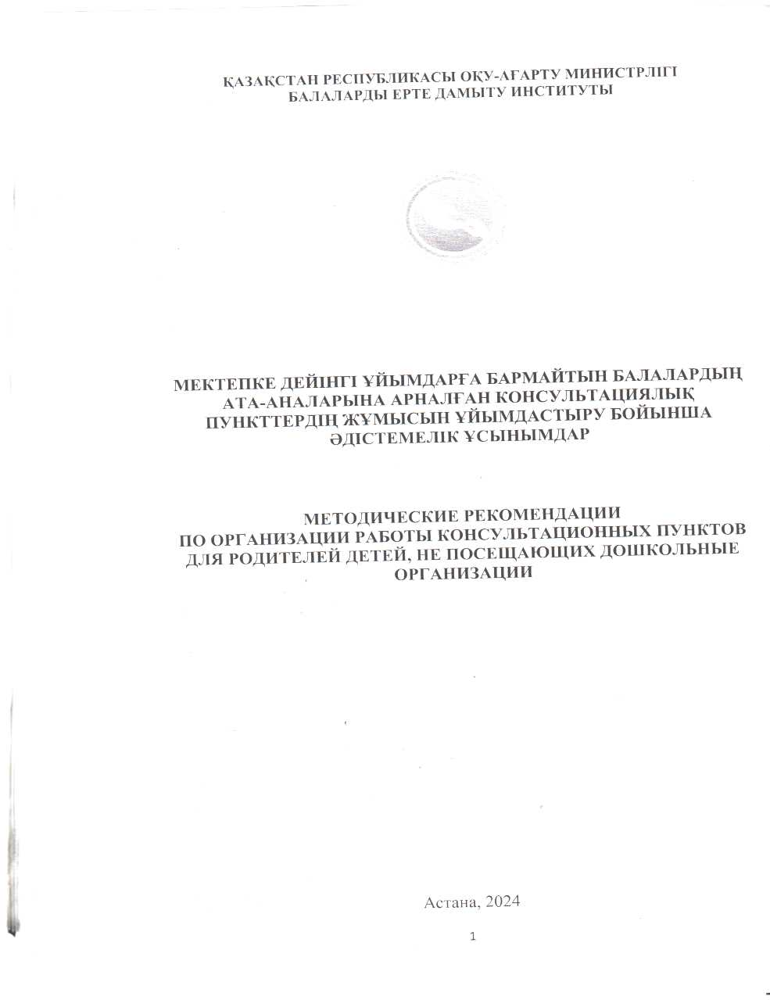 ҚАЗАҚСТАН РЕСПУБЛИКАСЫ ОҚУ-АҒАРТУ МИНИСТРЛІГІ
БАЛАЛАРДЫ ЕРТЕ ДАМЫТУ ИНСТИТУТЫ
МЕКТЕПКЕ ДЕЙІНГІ ҰЙЫМДАРҒА БАРМАЙТЫН БАЛАЛАРДЫҢ
АТА-АНАЛАРЫНА АРНАЛҒАН КОНСУЛЬТАЦИЯЛЫҚ
ПУНКТТЕРДІҢ ЖҰМЫСЫН ҰЙЫМДАСТЫРУ БОЙЫНША
ӘДІСТЕМЕЛІК ҰСЫНЫМДАР
МЕТОДИЧЕСКИЕ РЕКОМЕНДАЦИИ
ПО ОРГАНИЗАЦИИ РАБОТЫ КОНСУЛЬТАЦИОННЫХ ПУНКТОВ
ДЛЯ РОДИТЕЛЕЙ ДЕТЕЙ, НЕ ПОСЕЩАЮЩИХ ДОШКОЛЬНЫЕ
ОРГАНИЗАЦИИ
Астана, 2024
1